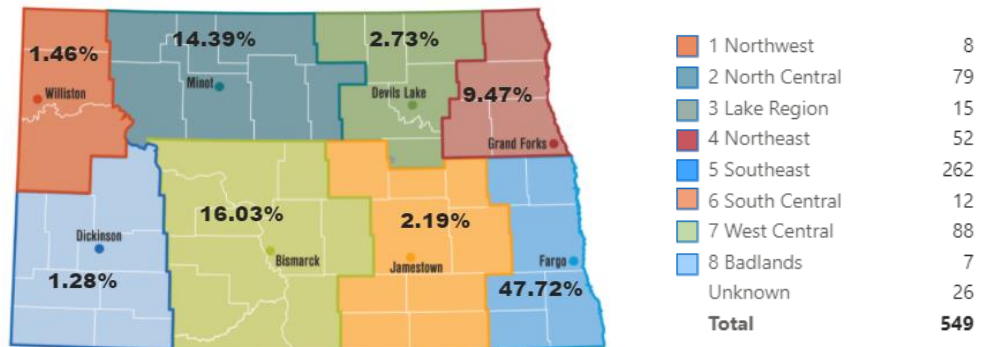 1.46%
14.39%
2.73%
9.47%
Williston
Minot
Devils Lake
Grand Forks
16.03%
2.19%
Dickinson
Bismarck
Jamestown
Fargo
1.28%
47.72%
1 Northwest 8
2 North Central 79
3 Lake Region 15
4 Northeast 52
5 Southeast 262
6 South Central 12
7 West Central 88
8 Badlands 7
Unknown 26
Total 549